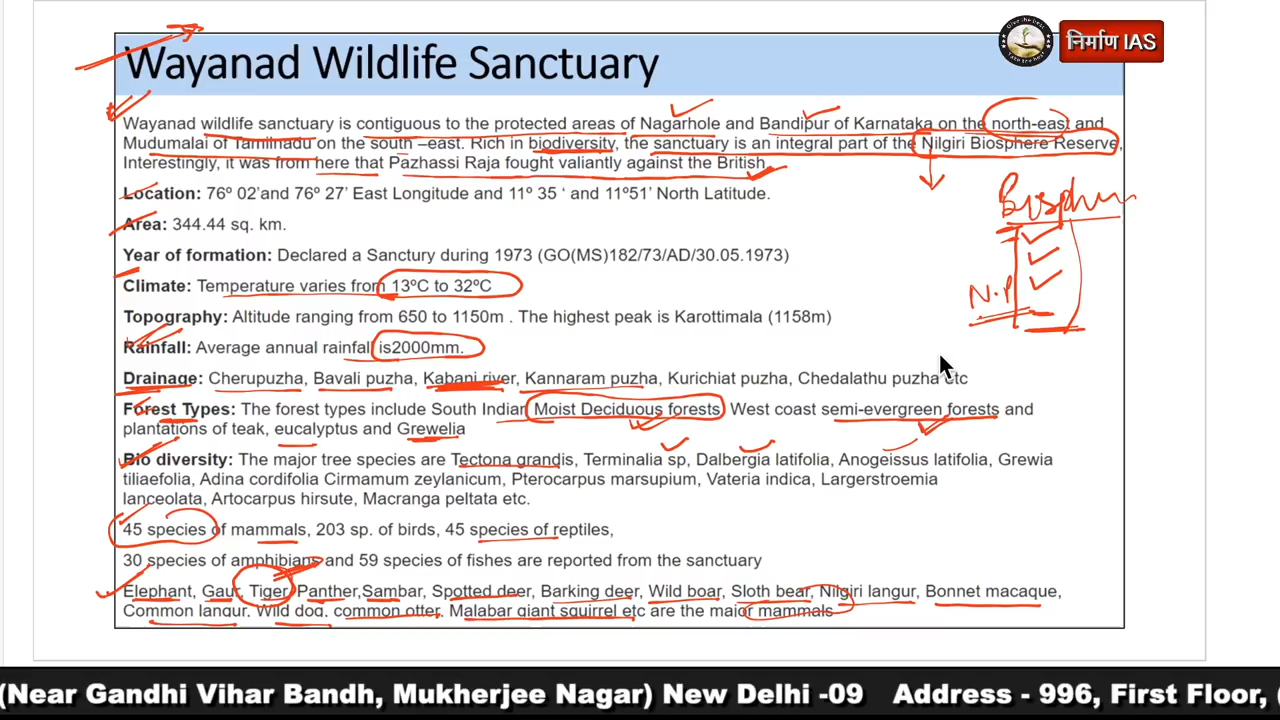 Wayanad Wildlife Sanctuary
निर्माण IAS
Wayanad wildlife sanctuary is contiguous to the protected areas of Nagarhole and Bandipur of Karnataka on the north-east and
Mudumalai of Tamilnadu on the south –east. Rich in biodiversity, the sanctuary is an integral part of the Nilgiri Biosphere Reserve,
Interestingly, it was from here that Pazhassi Raja fought valiantly against the British.
Location: 76º 02'and 76º 27' East Longitude and 11º 35 ' and 11º51' North Latitude.
Biosphere
Area: 344.44 sq. km.
Year of formation: Declared a Sanctury during 1973 (GO(MS)182/73/AD/30.05.1973)
Climate: Temperature varies from 13ºC to 32ºC
N.P
Topography: Altitude ranging from 650 to 1150m . The highest peak is Karottimala (1158m)
Rainfall: Average annual rainfall is2000mm.
Drainage: Cherupuzha, Bavali puzha, Kabani river, Kannaram puzha, Kurichiat puzha, Chedalathu puzha etc
Forest Types: The forest types include South Indian Moist Deciduous forests West coast semi-evergreen forests and
plantations of teak, eucalyptus and Grewelia
Bio diversity: The major tree species are Tectona grandis, Terminalia sp, Dalbergia latifolia, Anogeissus latifolia, Grewia
tiliaefolia, Adina cordifolia Cirmamum zeylanicum, Pterocarpus marsupium, Vateria indica, Largerstroemia
lanceolata, Artocarpus hirsute, Macranga peltata etc.
45 species of mammals, 203 sp. of birds, 45 species of reptiles,
30 species of amphibians and 59 species of fishes are reported from the sanctuary
Elephant, Gaur, Tiger, Panther,Sambar, Spotted deer, Barking deer, Wild boar, Sloth bear, Nilgiri langur, Bonnet macaque,
Common langur. Wild dog. common otter. Malabar giant squirrel etc are the major mammals
(Near Gandhi Vihar Bandh, Mukherjee Nagar) New Delhi -09 Address - 996, First Floor,